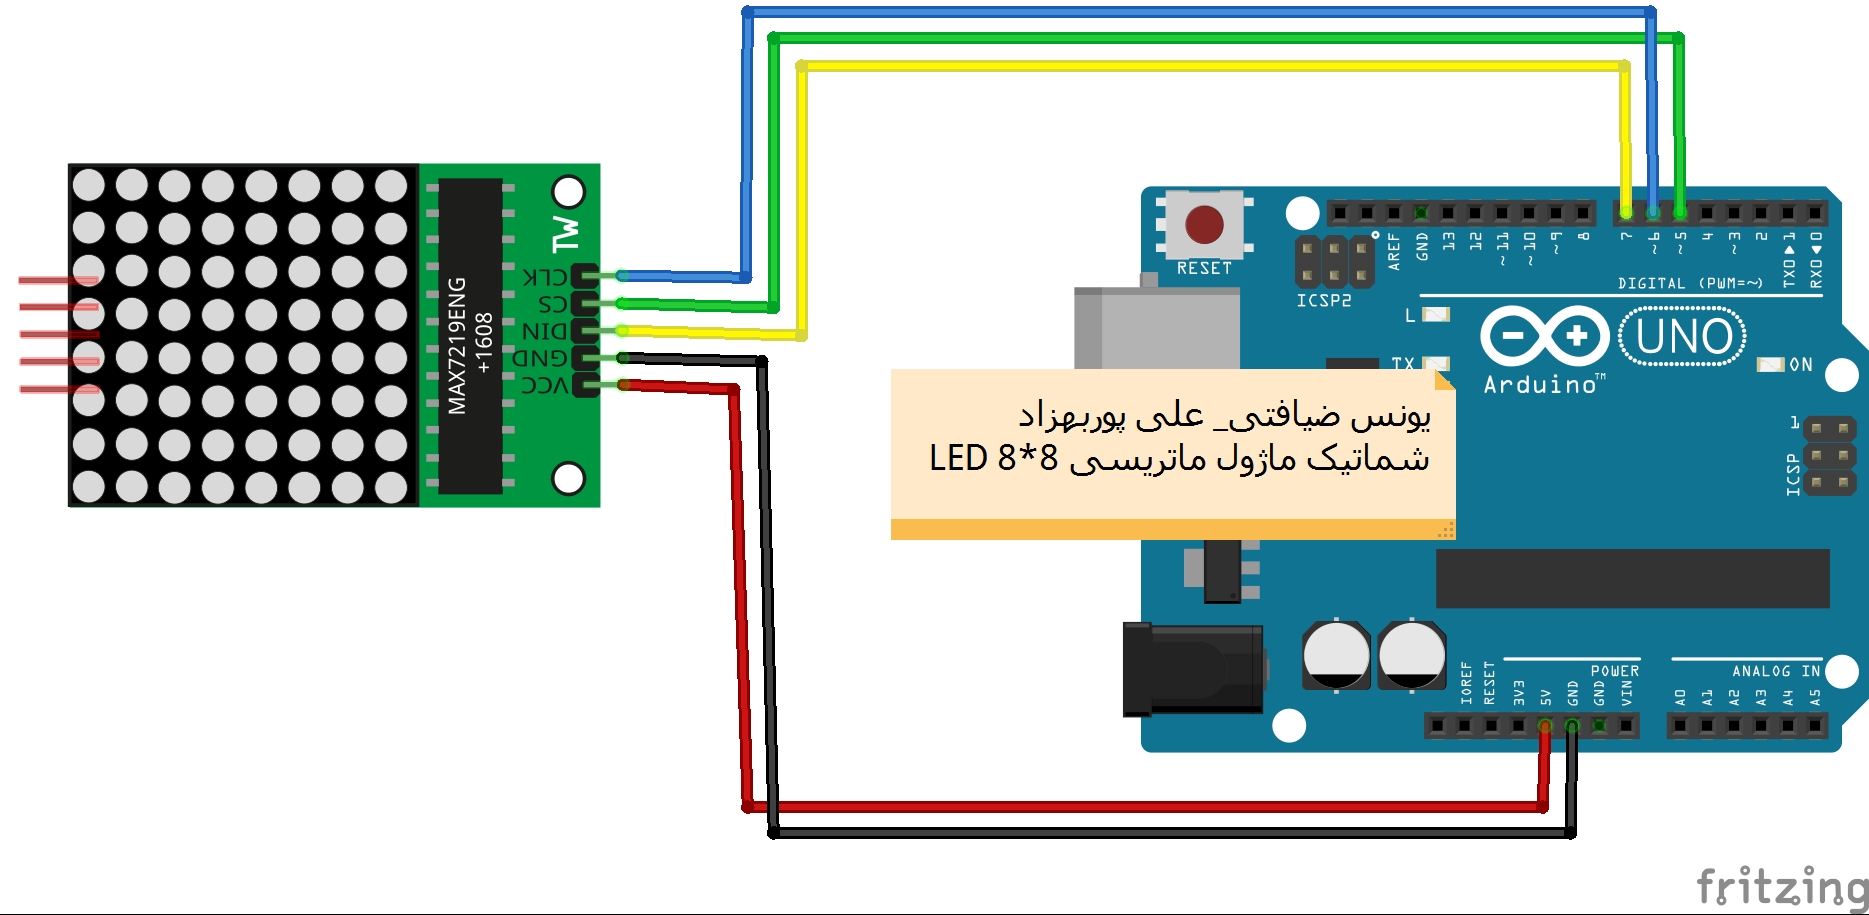 TW
CLK
CS
DIN
GND
VCC
MAX7219ENG
+1608
RESET
ICSP2
AREF
GND
13
12
~11
~10
~9
8
7
~6
~5
4
~3
2
TX0▶1
RX0◀0
DIGITAL (PWM=~)
L
TX
UNO
ON
Arduino™
1
ICSP
یونس ضیافتی_ علی پوربهزاد
شماتیک ماژول ماتریسی LED 8*8
POWER
ANALOG IN
IOREF
RESET
3V3
5V
GND
GND
VIN
A0
A1
A2
A3
A4
A5
fritzing